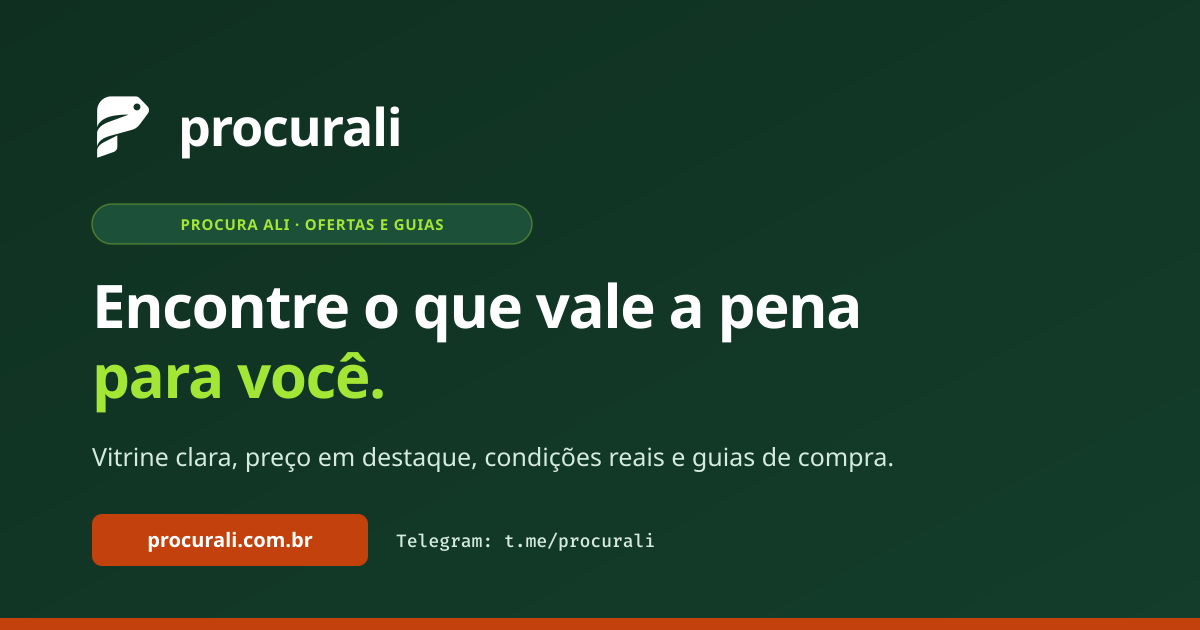 procurali
PROCURA ALI · OFERTAS E GUIAS
Encontre o que vale a pena
para você.
Vitrine clara, preço em destaque, condições reais e guias de compra.
procurali.com.br
Telegram: t.me/procurali